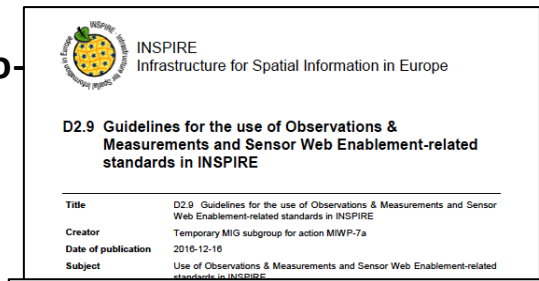 INSPIRE
Infrastructure for Spatial Information in Europe
D2.9 Guidelines for the use of Observations &
Measurements and Sensor Web Enablement-related
standards in INSPIRE
Title D2.9 Guidelines for the use of Observations & Measurements and Sensor
Web Enablement-related standards in INSPIRE
Creator Temporary MIG subgroup for action MIWP-7a
Date of publication 2016-12-16
Subject Use of Observations & Measurements and Sensor Web Enablement-related
standards in INSPIRE